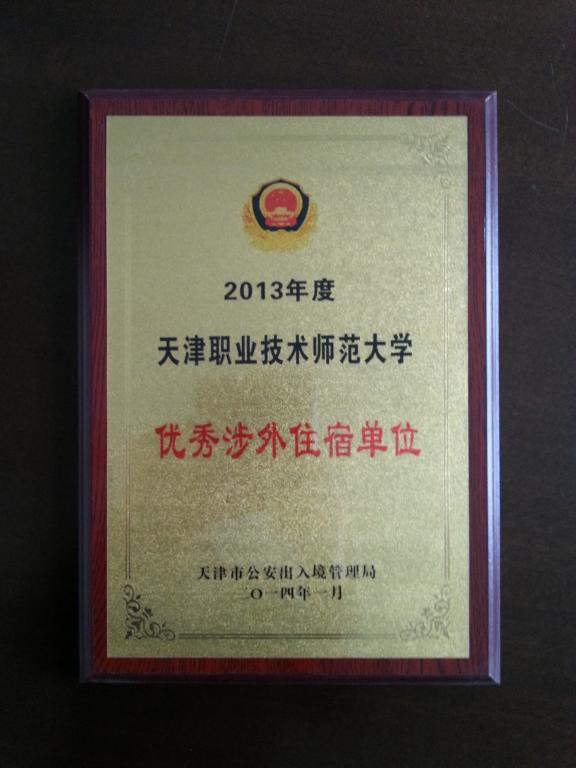 2013年度
天津职业技术师范大学
优秀涉外住宿单位
天津市公安出入境管理局
二〇一四年一月